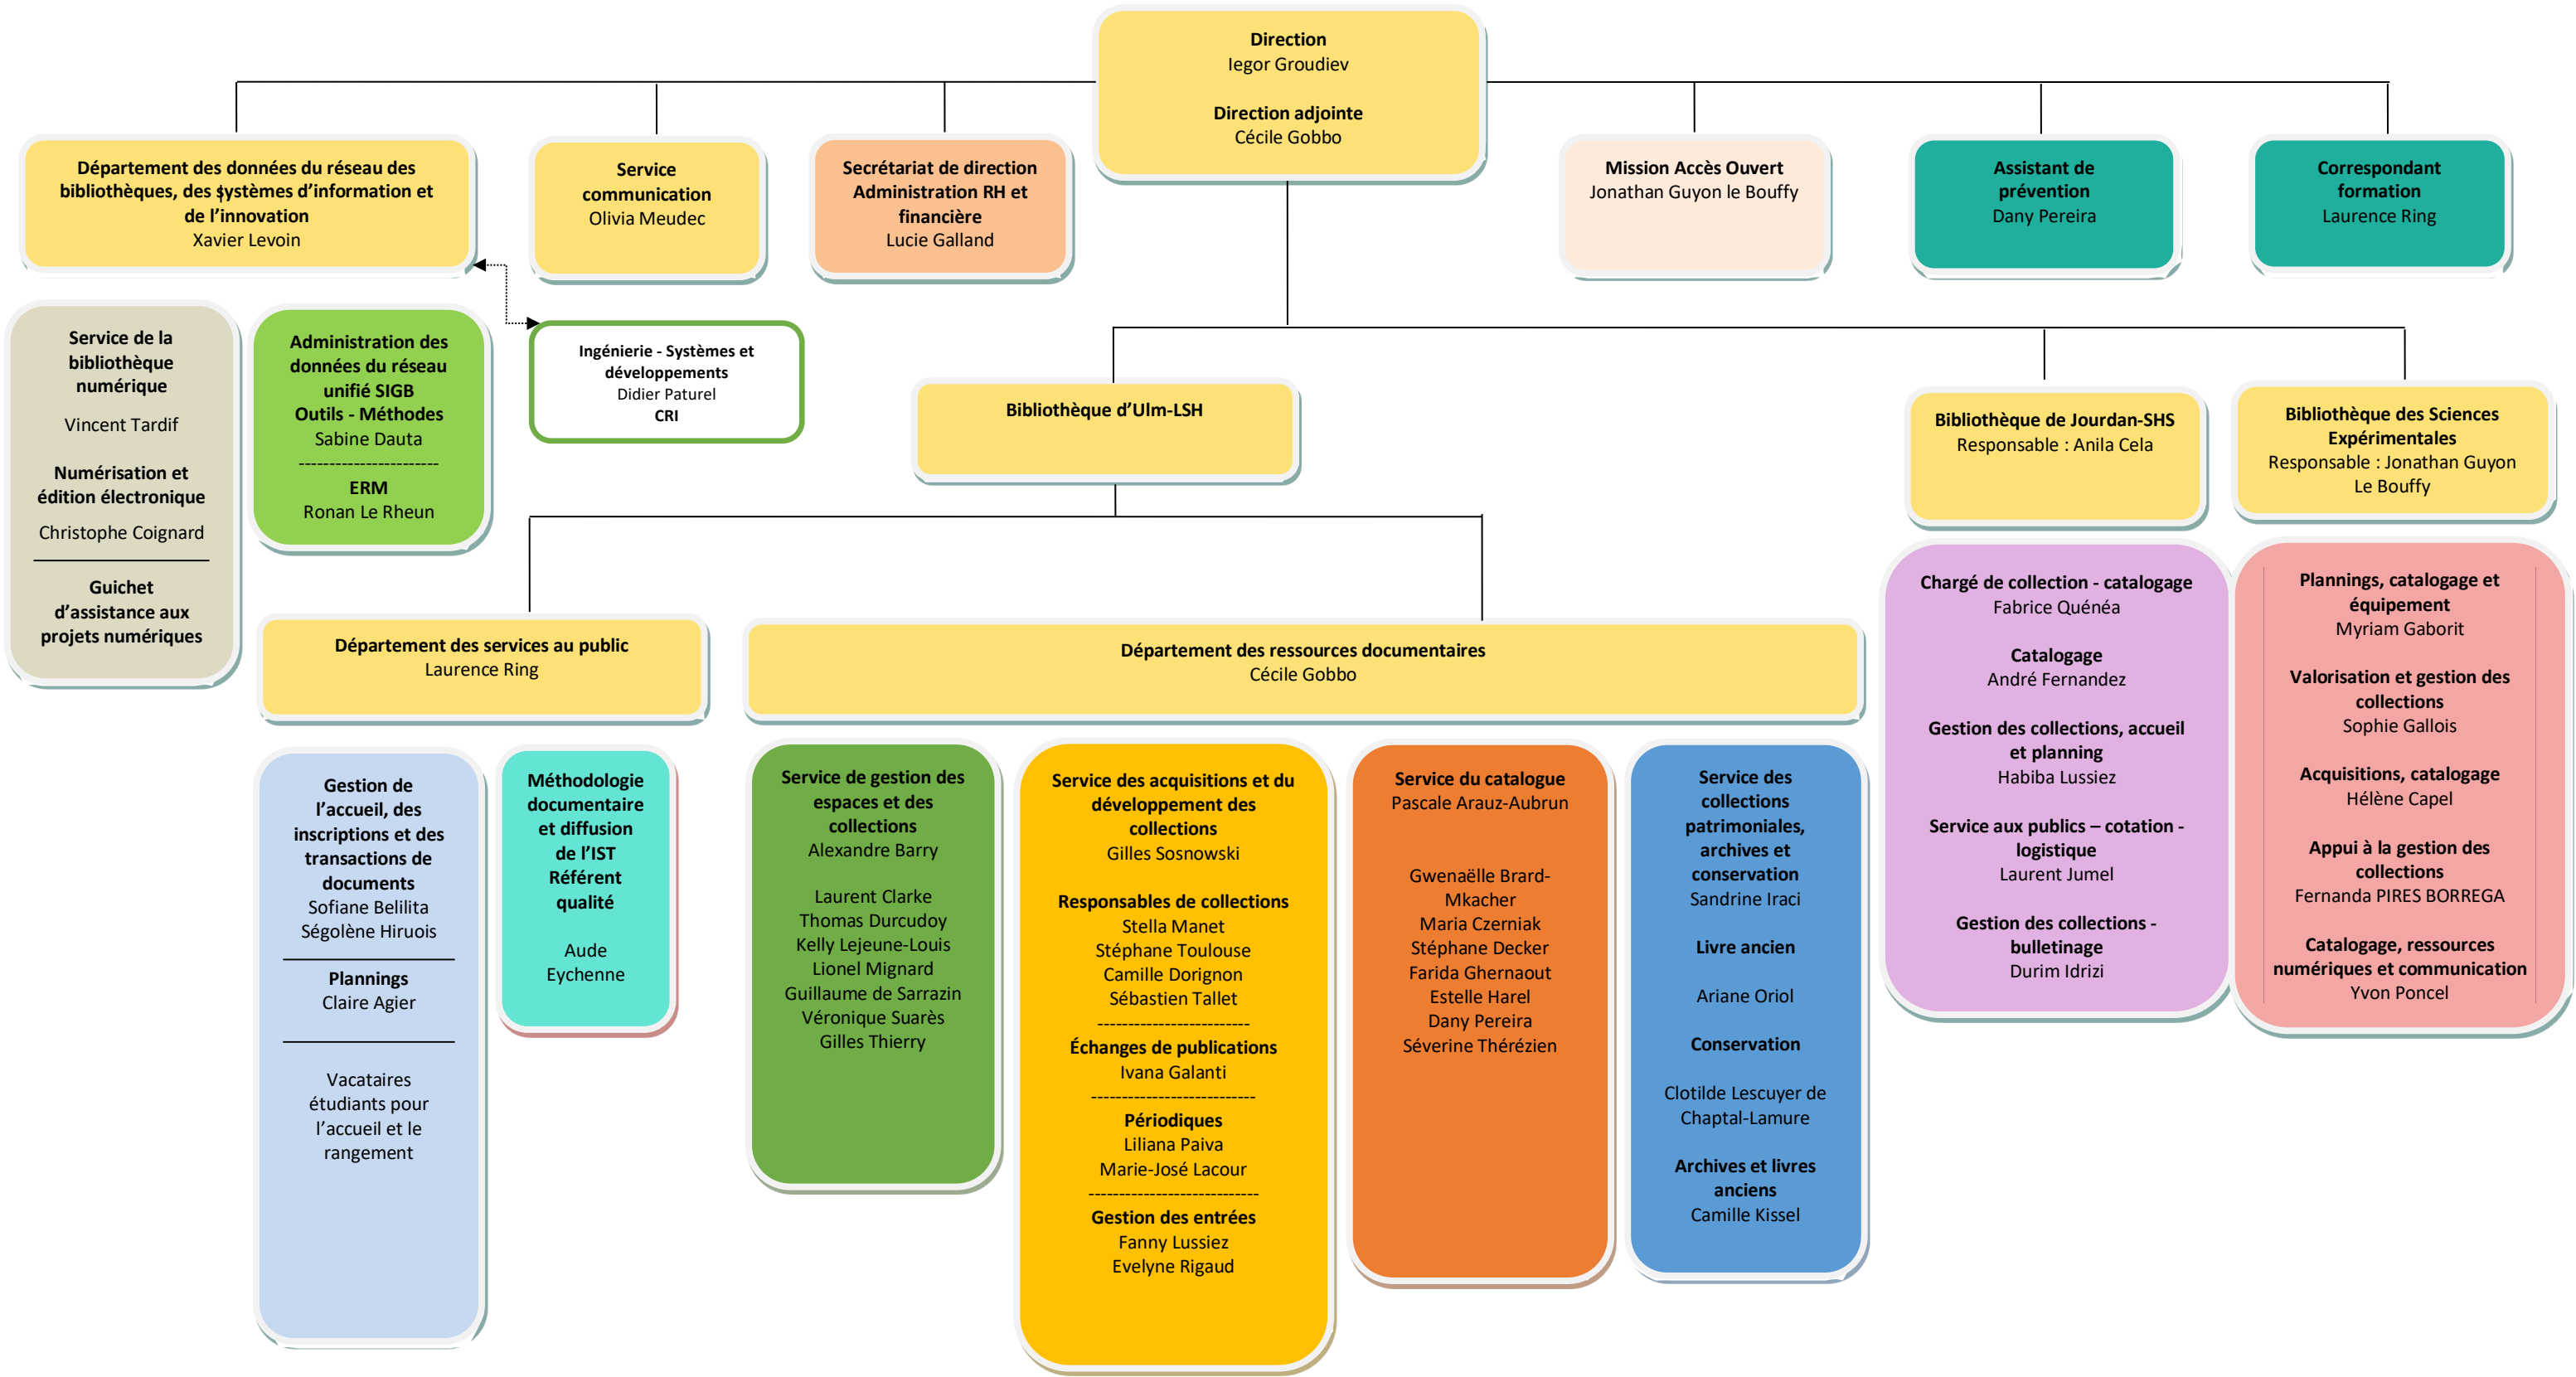 Direction
Iegor Groudiev
Direction adjointe
Cécile Gobbo
Département des données du réseau des
bibliothèques, des systèmes d’information et
de l’innovation
Xavier Levoin
Service
communication
Olivia Meudec
Secrétariat de direction
Administration RH et
financière
Lucie Galland
Mission Accès Ouvert
Jonathan Guyon le Bouffy
Assistant de
prévention
Dany Pereira
Correspondant
formation
Laurence Ring
Service de la
bibliothèque
numérique
Vincent Tardif
Numérisation et
édition électronique
Christophe Coignard
Guichet
d’assistance aux
projets numériques
Administration des
données du réseau
unifié SIGB
Outils - Méthodes
Sabine Dauta
-----------------------
ERM
Ronan Le Rheun
Ingénierie - Systèmes et
développements
Didier Paturel
CRI
Bibliothèque d’Ulm-LSH
Bibliothèque de Jourdan-SHS
Responsable : Anila Cela
Bibliothèque des Sciences
Expérimentales
Responsable : Jonathan Guyon
Le Bouffy
Département des services au public
Laurence Ring
Département des ressources documentaires
Cécile Gobbo
Gestion de
l’accueil, des
inscriptions et des
transactions de
documents
Sofiane Belilita
Ségolène Hiruois
Plannings
Claire Agier
Vacataires
étudiants pour
l’accueil et le
rangement
Méthodologie
documentaire
et diffusion
de l’IST
Référent
qualité
Aude
Eychenne
Service de gestion des
espaces et des
collections
Alexandre Barry
Laurent Clarke
Thomas Durcudoy
Kelly Lejeune-Louis
Lionel Mignard
Guillaume de Sarrazin
Véronique Suarès
Gilles Thierry
Service des acquisitions et du
développement des
collections
Gilles Sosnowski
Responsables de collections
Stella Manet
Stéphane Toulouse
Camille Dorignon
Sébastien Tallet
-------------------------
Échanges de publications
Ivana Galanti
---------------------------
Périodiques
Liliana Paiva
Marie-José Lacour
----------------------------
Gestion des entrées
Fanny Lussiez
Evelyne Rigaud
Service du catalogue
Pascale Arauz-Aubrun
Gwenaëlle Brard-
Mkacher
Maria Czerniak
Stéphane Decker
Farida Ghernaout
Estelle Harel
Dany Pereira
Séverine Thérézien
Service des
collections
patrimoniales,
archives et
conservation
Sandrine Iraci
Livre ancien
Ariane Oriol
Conservation
Clotilde Lescuyer de
Chaptal-Lamure
Archives et livres
anciens
Camille Kissel
Chargé de collection - catalogage
Fabrice Quénéa
Catalogage
André Fernandez
Gestion des collections, accueil
et planning
Habiba Lussiez
Service aux publics – cotation -
logistique
Laurent Jumel
Gestion des collections -
bulletinage
Durim Idrizi
Plannings, catalogage et
équipement
Myriam Gaborit
Valorisation et gestion des
collections
Sophie Gallois
Acquisitions, catalogage
Hélène Capel
Appui à la gestion des
collections
Fernanda PIRES BORREGA
Catalogage, ressources
numériques et communication
Yvon Poncel